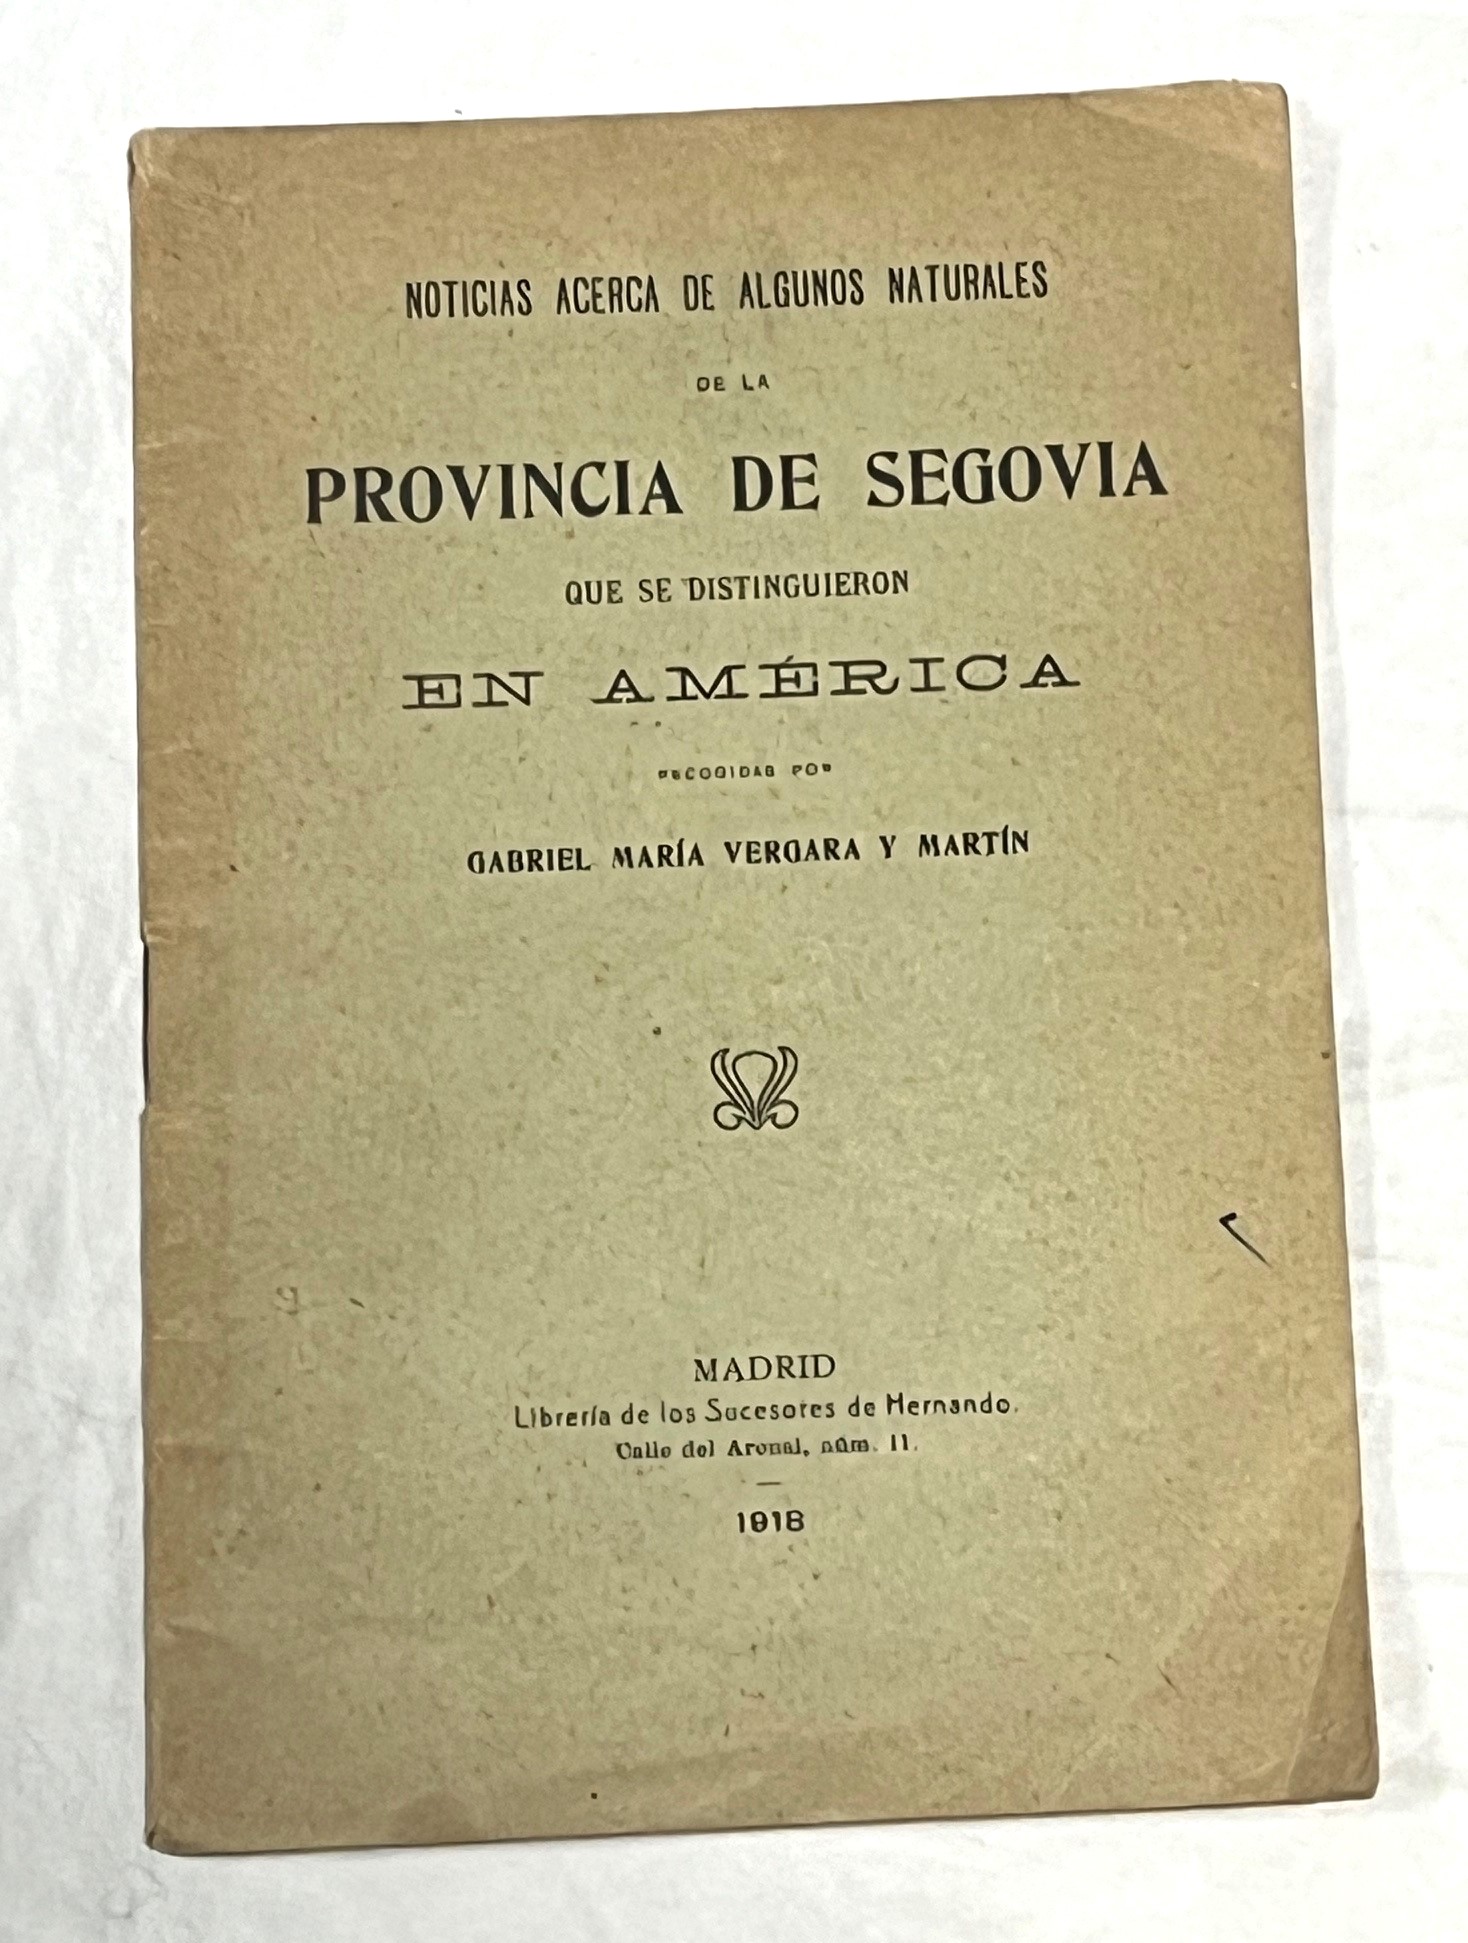 NOTICIAS ACERCA DE ALGUNOS NATURALES
DE LA
PROVINCIA DE SEGOVIA
QUE SE DISTINGUIERON
EN AMÉRICA
RECOGIDAS POR
GABRIEL MARÍA VERGARA Y MARTÍN
MADRID
Librería de los Sucesores de Hernando.
Calle del Arenal, núm. 11.
1918